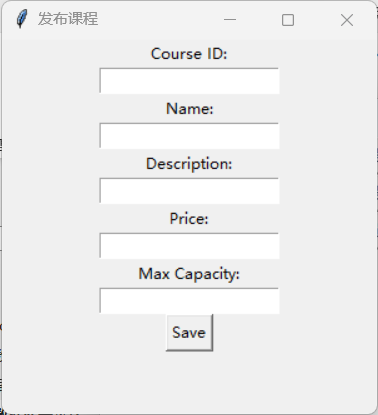 发布课程
Course ID:
Name:
Description:
Price:
Max Capacity:
Save